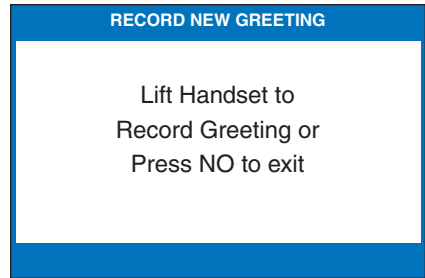 RECORD NEW GREETING
Lift Handset to
Record Greeting or
Press NO to exit